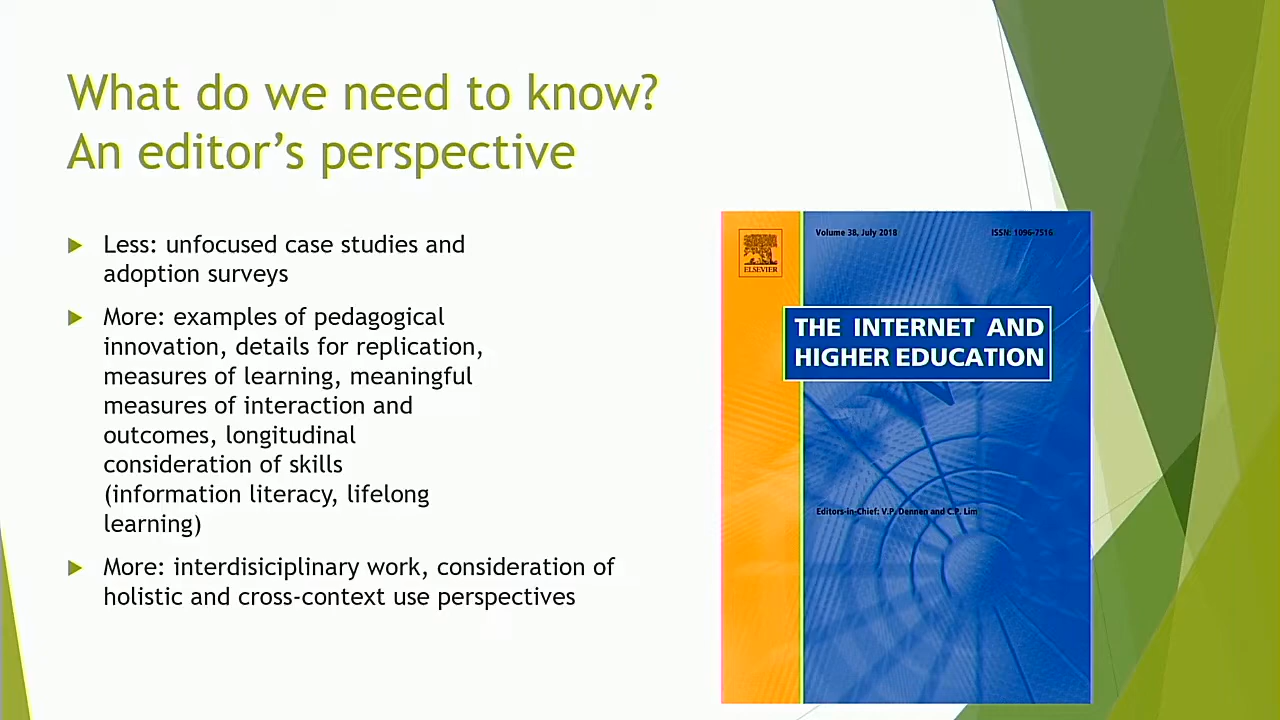 What do we need to know?
An editor's perspective
Less: unfocused case studies and
adoption surveys
More: examples of pedagogical
innovation, details for replication,
measures of learning, meaningful
measures of interaction and
outcomes, longitudinal
consideration of skills
(information literacy, lifelong
learning)
More: interdisiciplinary work, consideration of
holistic and cross-context use perspectives
Volume 38, July 2018
ISSN: 1096-7516
ELSEVIER
THE INTERNET AND
HIGHER EDUCATION
Editors-in-Chief: V.P. Dennen and C.P. Lim